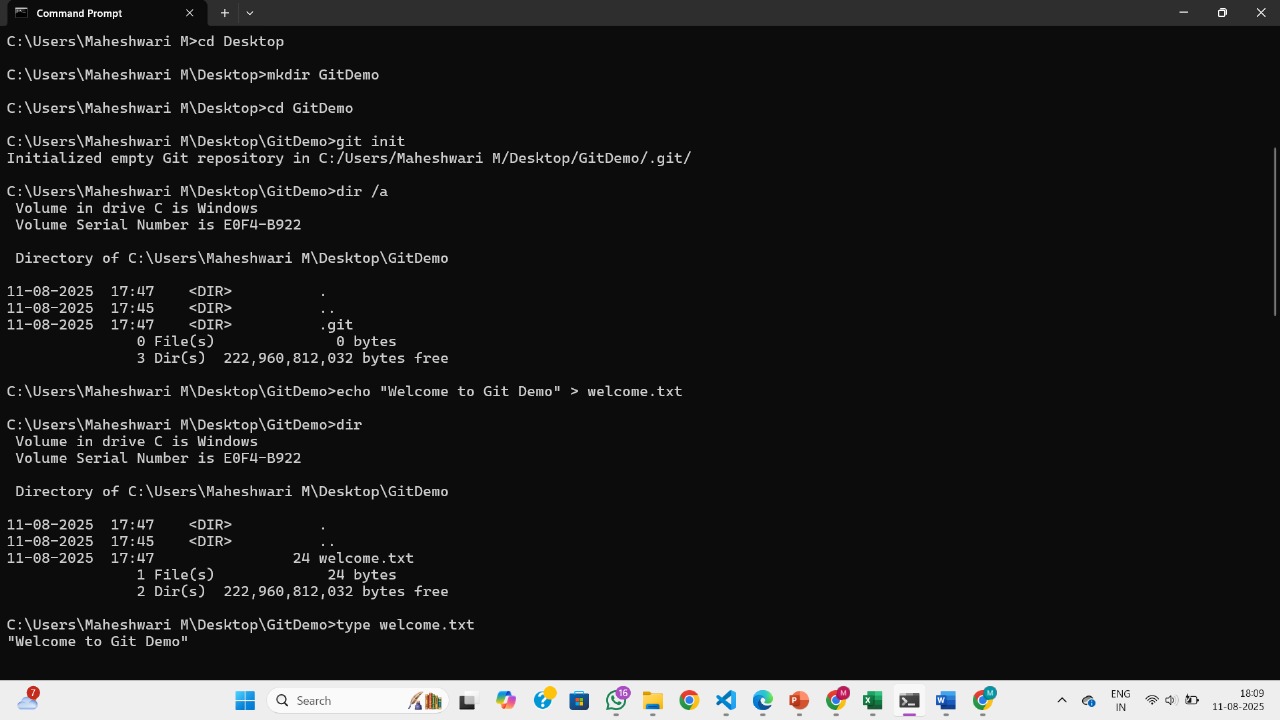 Command Prompt
C:\Users\Maheshwari M>cd Desktop
C:\Users\Maheshwari M\Desktop>mkdir GitDemo
C:\Users\Maheshwari M\Desktop>cd GitDemo
C:\Users\Maheshwari M\Desktop\GitDemo>git init
Initialized empty Git repository in C:/Users/Maheshwari M/Desktop/GitDemo/.git/
C:\Users\Maheshwari M\Desktop\GitDemo>dir /a
 Volume in drive C is Windows
 Volume Serial Number is E0F4-B922
 Directory of C:\Users\Maheshwari M\Desktop\GitDemo
11-08-2025  17:47    <DIR>          .
11-08-2025  17:45    <DIR>          ..
11-08-2025  17:47    <DIR>          .git
               0 File(s)              0 bytes
               3 Dir(s)  222,960,812,032 bytes free
C:\Users\Maheshwari M\Desktop\GitDemo>echo "Welcome to Git Demo" > welcome.txt
C:\Users\Maheshwari M\Desktop\GitDemo>dir
 Volume in drive C is Windows
 Volume Serial Number is E0F4-B922
 Directory of C:\Users\Maheshwari M\Desktop\GitDemo
11-08-2025  17:47    <DIR>          .
11-08-2025  17:45    <DIR>          ..
11-08-2025  17:47                24 welcome.txt
               1 File(s)             24 bytes
               2 Dir(s)  222,960,812,032 bytes free
C:\Users\Maheshwari M\Desktop\GitDemo>type welcome.txt
"Welcome to Git Demo"
7
Search
16
M
M
ENG
IN
18:09
11-08-2025